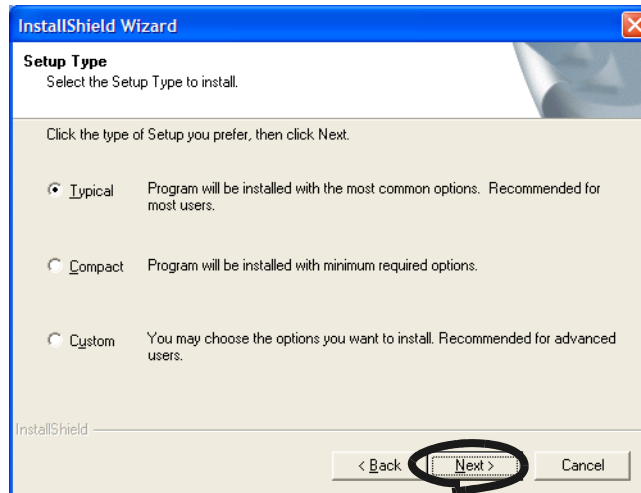 InstallShield Wizard
Setup Type
Select the Setup Type to install.
Click the type of Setup you prefer, then click Next.
Typical
Program will be installed with the most common options. Recommended for
most users.
Compact
Program will be installed with minimum required options.
Custom
You may choose the options you want to install. Recommended for advanced
users.
InstallShield
< Back
Next >
Cancel